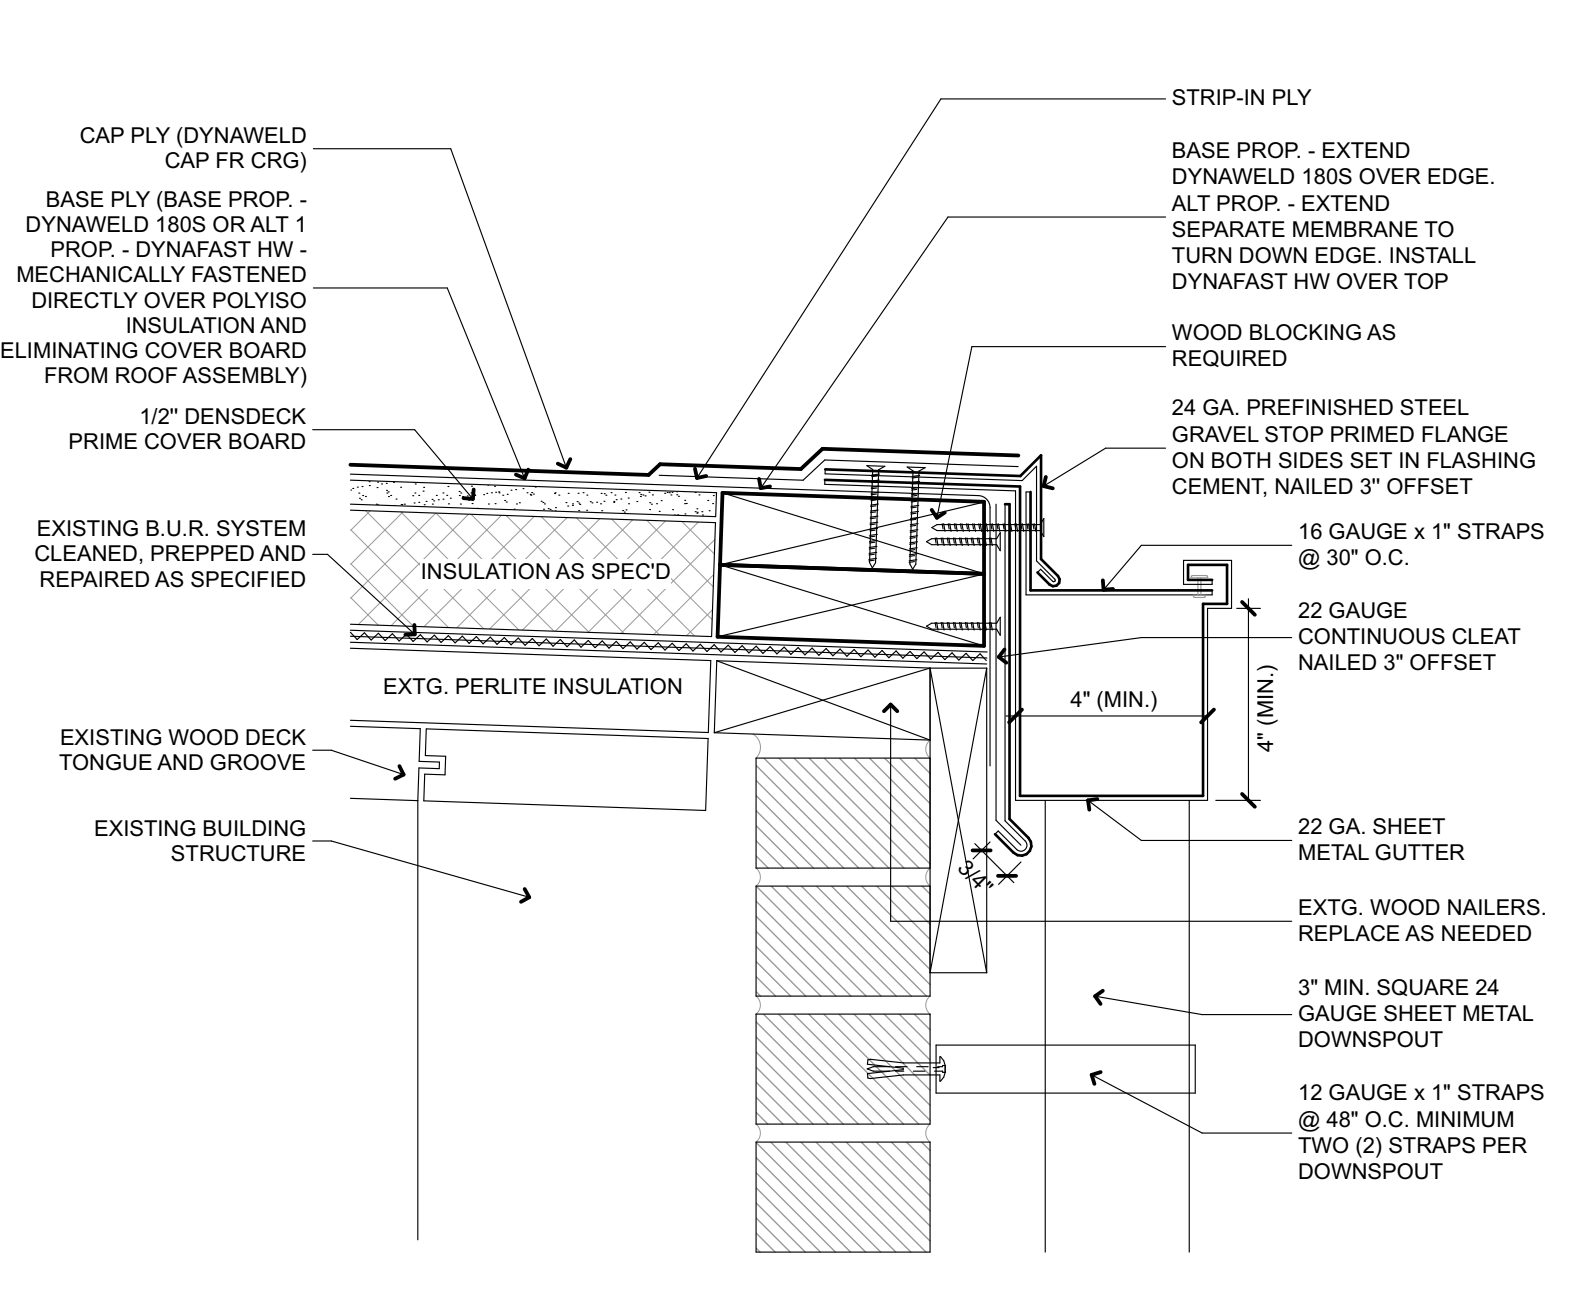 CAP PLY (DYNAWELD
CAP FR CRG)
BASE PLY (BASE PROP. -
DYNAWELD 180S OR ALT 1
PROP. - DYNAFAST HW -
MECHANICALLY FASTENED
DIRECTLY OVER POLYISO
INSULATION AND
ELIMINATING COVER BOARD
FROM ROOF ASSEMBLY)
1/2" DENSDECK
PRIME COVER BOARD
EXISTING B.U.R. SYSTEM
CLEANED, PREPPED AND
REPAIRED AS SPECIFIED
EXISTING WOOD DECK
TONGUE AND GROOVE
EXISTING BUILDING
STRUCTURE
INSULATION AS SPEC'D
EXTG. PERLITE INSULATION
4" (MIN.)
4" (MIN.)
3/4"
STRIP-IN PLY
BASE PROP. - EXTEND
DYNAWELD 180S OVER EDGE.
ALT PROP. - EXTEND
SEPARATE MEMBRANE TO
TURN DOWN EDGE. INSTALL
DYNAFAST HW OVER TOP
WOOD BLOCKING AS
REQUIRED
24 GA. PREFINISHED STEEL
GRAVEL STOP PRIMED FLANGE
ON BOTH SIDES SET IN FLASHING
CEMENT, NAILED 3" OFFSET
16 GAUGE x 1" STRAPS
@ 30" O.C.
22 GAUGE
CONTINUOUS CLEAT
NAILED 3" OFFSET
22 GA. SHEET
METAL GUTTER
EXTG. WOOD NAILERS.
REPLACE AS NEEDED
3" MIN. SQUARE 24
GAUGE SHEET METAL
DOWNSPOUT
12 GAUGE x 1" STRAPS
@ 48" O.C. MINIMUM
TWO (2) STRAPS PER
DOWNSPOUT